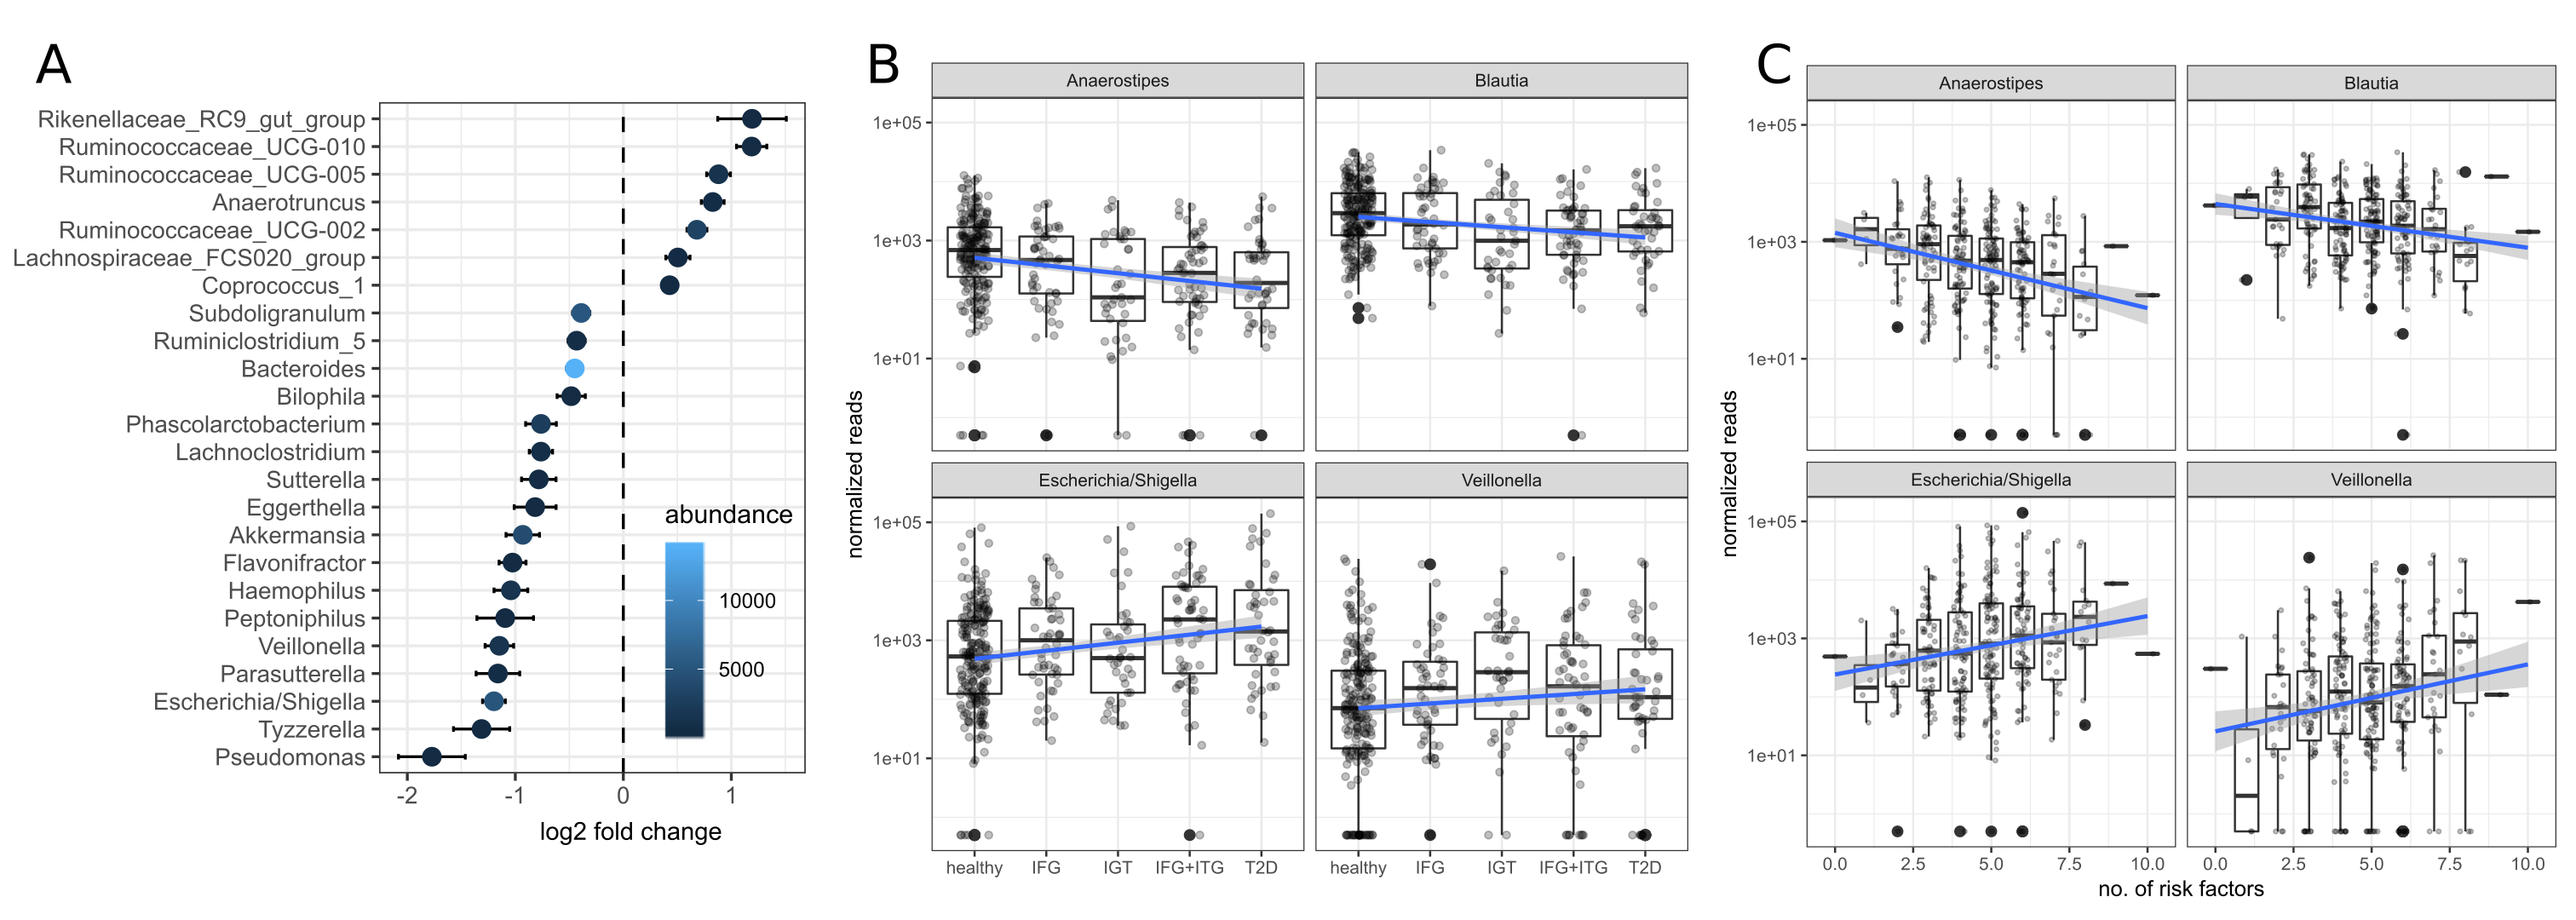 A
Rikenellaceae_RC9_gut_group
Ruminococcaceae_UCG-010
Ruminococcaceae_UCG-005
Anaerotruncus
Ruminococcaceae_UCG-002
Lachnospiraceae_FCS020_group
Coprococcus_1
Subdoligranulum
Ruminiclostridium_5
Bacteroides
Bilophila
Phascolarctobacterium
Lachnoclostridium
Sutterella
Eggerthella
Akkermansia
Flavonifractor
Haemophilus
Peptoniphilus
Veillonella
Parasutterella
Escherichia/Shigella
Tyzzerella
Pseudomonas
-2 -1 0 1
log2 fold change
abundance
10000
5000
B
Anaerostipes Blautia
1e+05
1e+03
1e+01
Escherichia/Shigella Veillonella
1e+05
1e+03
1e+01
normalized reads
healthy IFG IGT IFG+ITG T2D healthy IFG IGT IFG+ITG T2D
C
Anaerostipes Blautia
1e+05
1e+03
1e+01
Escherichia/Shigella Veillonella
1e+05
1e+03
1e+01
normalized reads
0.0 2.5 5.0 7.5 10.0 0.0 2.5 5.0 7.5 10.0
no. of risk factors